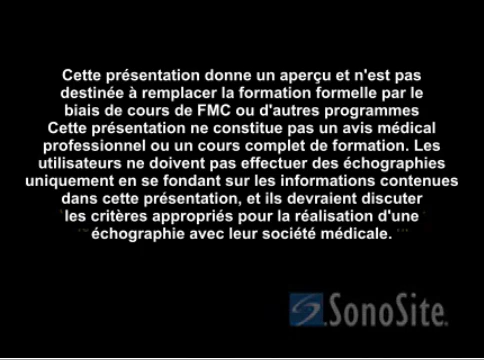 Cette présentation donne un aperçu et n'est pas
destinée à remplacer la formation formelle par le
biais de cours de FMC ou d'autres programmes
Cette présentation ne constitue pas un avis médical
professionnel ou un cours complet de formation. Les
utilisateurs ne doivent pas effectuer des échographies
uniquement en se fondant sur les informations contenues
dans cette présentation, et ils devraient discuter
les critères appropriés pour la réalisation d'une
échographie avec leur société médicale.
SonoSite